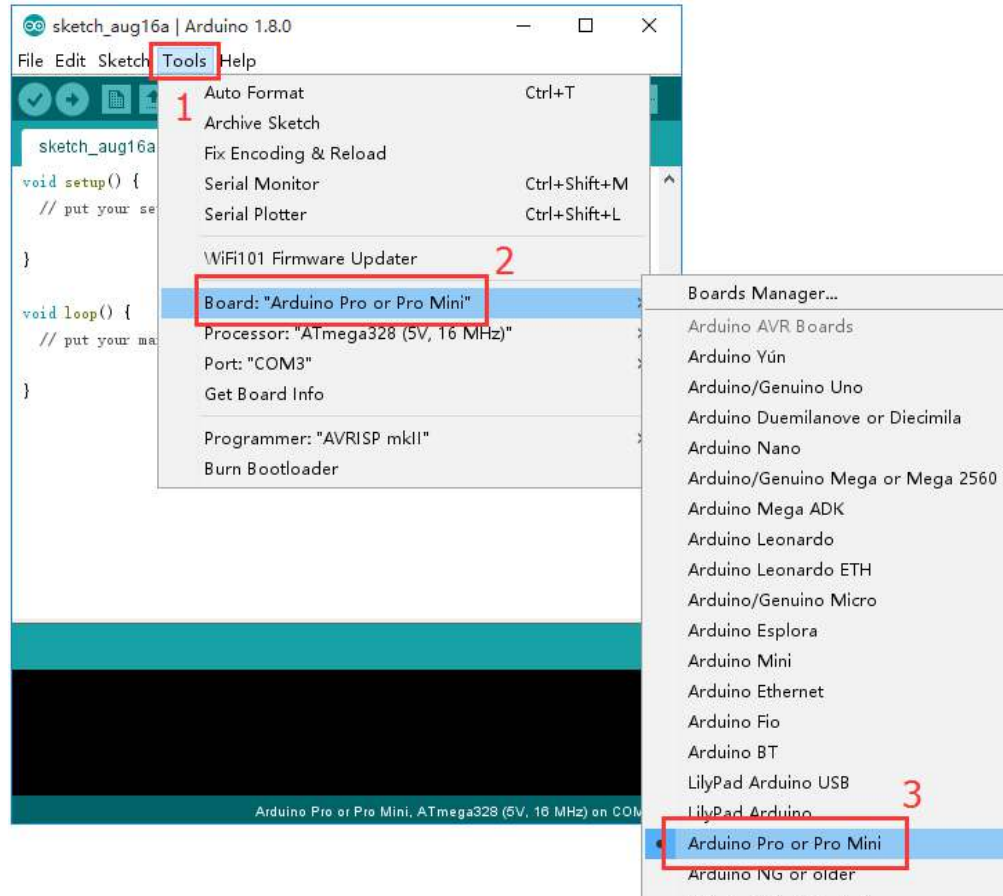 sketch_aug16a | Arduino 1.8.0
File Edit Sketch Tools Help
1
sketch_aug16a
void setup() {
// put your se
}
void loop() {
// put your ma
}
Auto Format Ctrl+T
Archive Sketch
Fix Encoding & Reload
Serial Monitor Ctrl+Shift+M
Serial Plotter Ctrl+Shift+L
WiFi101 Firmware Updater
2
Board: "Arduino Pro or Pro Mini"
Processor: "ATmega328 (5V, 16 MHz)"
Port: "COM3"
Get Board Info
Programmer: "AVRISP mkII"
Burn Bootloader
Boards Manager...
Arduino AVR Boards
Arduino Yún
Arduino/Genuino Uno
Arduino Duemilanove or Diecimila
Arduino Nano
Arduino/Genuino Mega or Mega 2560
Arduino Mega ADK
Arduino Leonardo
Arduino Leonardo ETH
Arduino/Genuino Micro
Arduino Esplora
Arduino Mini
Arduino Ethernet
Arduino Fio
Arduino BT
LilyPad Arduino USB
LilyPad Arduino
3
Arduino Pro or Pro Mini
Arduino NG or older
Arduino Pro or Pro Mini, ATmega328 (5V, 16 MHz) on COM